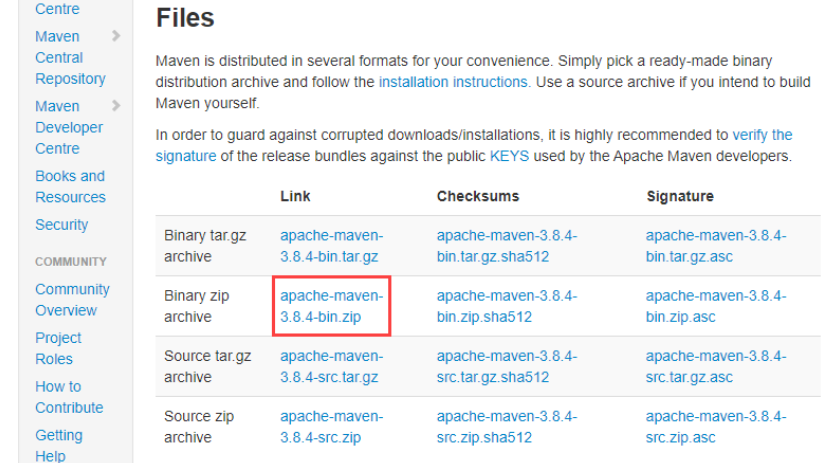 Centre
Maven
Central
Repository
Maven
Developer
Centre
Books and
Resources
Security
COMMUNITY
Community
Overview
Project
Roles
How to
Contribute
Getting
Help
Files
Maven is distributed in several formats for your convenience. Simply pick a ready-made binary
distribution archive and follow the installation instructions. Use a source archive if you intend to build
Maven yourself.
In order to guard against corrupted downloads/installations, it is highly recommended to verify the
signature of the release bundles against the public KEYS used by the Apache Maven developers.
Link Checksums Signature
Binary tar.gz apache-maven- apache-maven-3.8.4- apache-maven-3.8.4-
archive 3.8.4-bin.tar.gz bin.tar.gz.sha512 bin.tar.gz.asc
Binary zip apache-maven- apache-maven-3.8.4- apache-maven-3.8.4-
archive 3.8.4-bin.zip bin.zip.sha512 bin.zip.asc
Source tar.gz apache-maven- apache-maven-3.8.4- apache-maven-3.8.4-
archive 3.8.4-src.tar.gz src.tar.gz.sha512 src.tar.gz.asc
Source zip apache-maven- apache-maven-3.8.4- apache-maven-3.8.4-
archive 3.8.4-src.zip src.zip.sha512 src.zip.asc